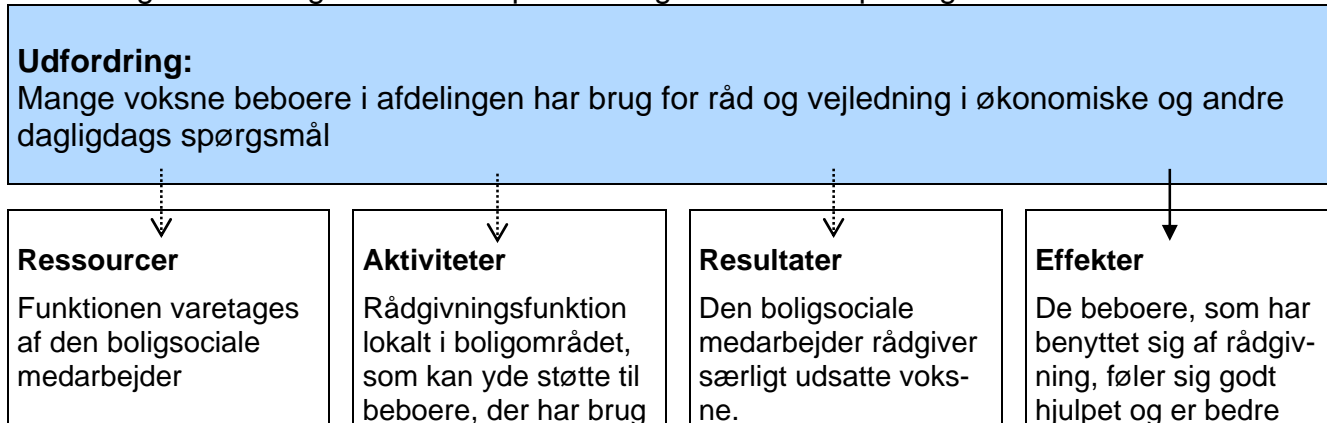 Udfordring:
Mange voksne beboere i afdelingen har brug for råd og vejledning i økonomiske og andre
dagligdags spørgsmål
Ressourcer
Funktionen varetages
af den boligsociale
medarbejder
Aktiviteter
Rådgivningsfunktion
lokalt i boligområdet,
som kan yde støtte til
beboere, der har brug
Resultater
Den boligsociale
medarbejder rådgiver
særligt udsatte voks-
ne.
Effekter
De beboere, som har
benyttet sig af rådgiv-
ning, føler sig godt
hjulpet og er bedre